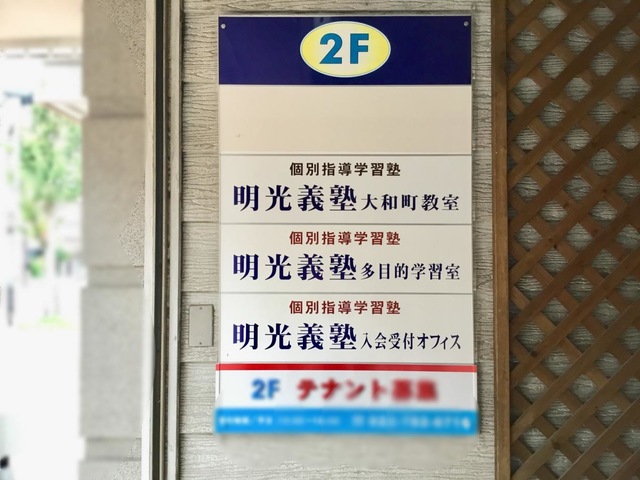 2F
個別指導学習塾
明光義塾大和町教室
個別指導学習塾
明光義塾多目的学習室
個別指導学習塾
明光義塾入会受付オフィス
2F テナント募集